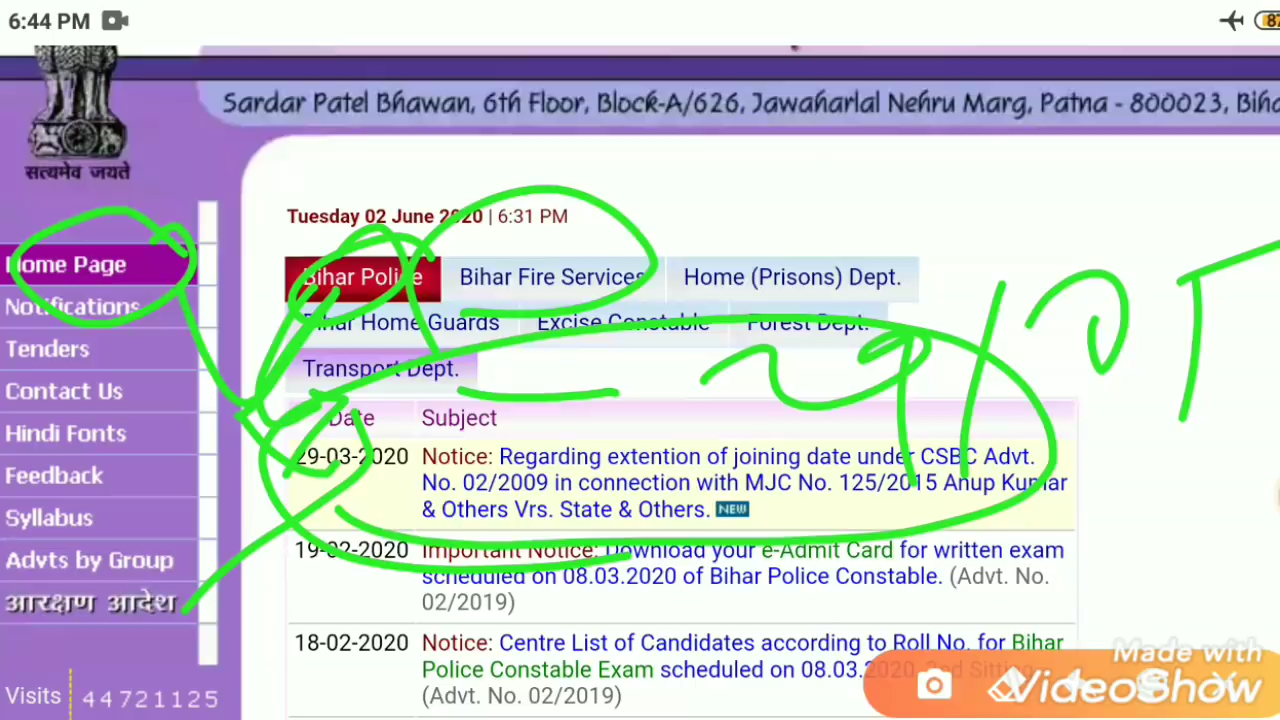 6:44 PM
87
Sardar Patel Bhawan, 6th Floor, Block-A/626, Jawaharlal Nehru Marg, Patna - 800023, Biha
सत्यमेव जयते
Tuesday 02 June 2020 | 6:31 PM
Home Page
Notifications
Tenders
Contact Us
Hindi Fonts
Feedback
Syllabus
Advts by Group
आरक्षण आदेश
Visits 44721125
Bihar Police Bihar Fire Services Home (Prisons) Dept.
Bihar Home Guards Excise Constable Forest Dept.
Transport Dept.
Date Subject
29-03-2020 Notice: Regarding extention of joining date under CSBC Advt.
No. 02/2009 in connection with MJC No. 125/2015 Anup Kumar
& Others Vrs. State & Others. NEW
19-02-2020 Important Notice: Download your e-Admit Card for written exam
scheduled on 08.03.2020 of Bihar Police Constable. (Advt. No.
02/2019)
18-02-2020 Notice: Centre List of Candidates according to Roll No. for Bihar
Police Constable Exam scheduled on 08.03.2020, 2nd Sitting.
(Advt. No. 02/2019)
Made with
VideoShow